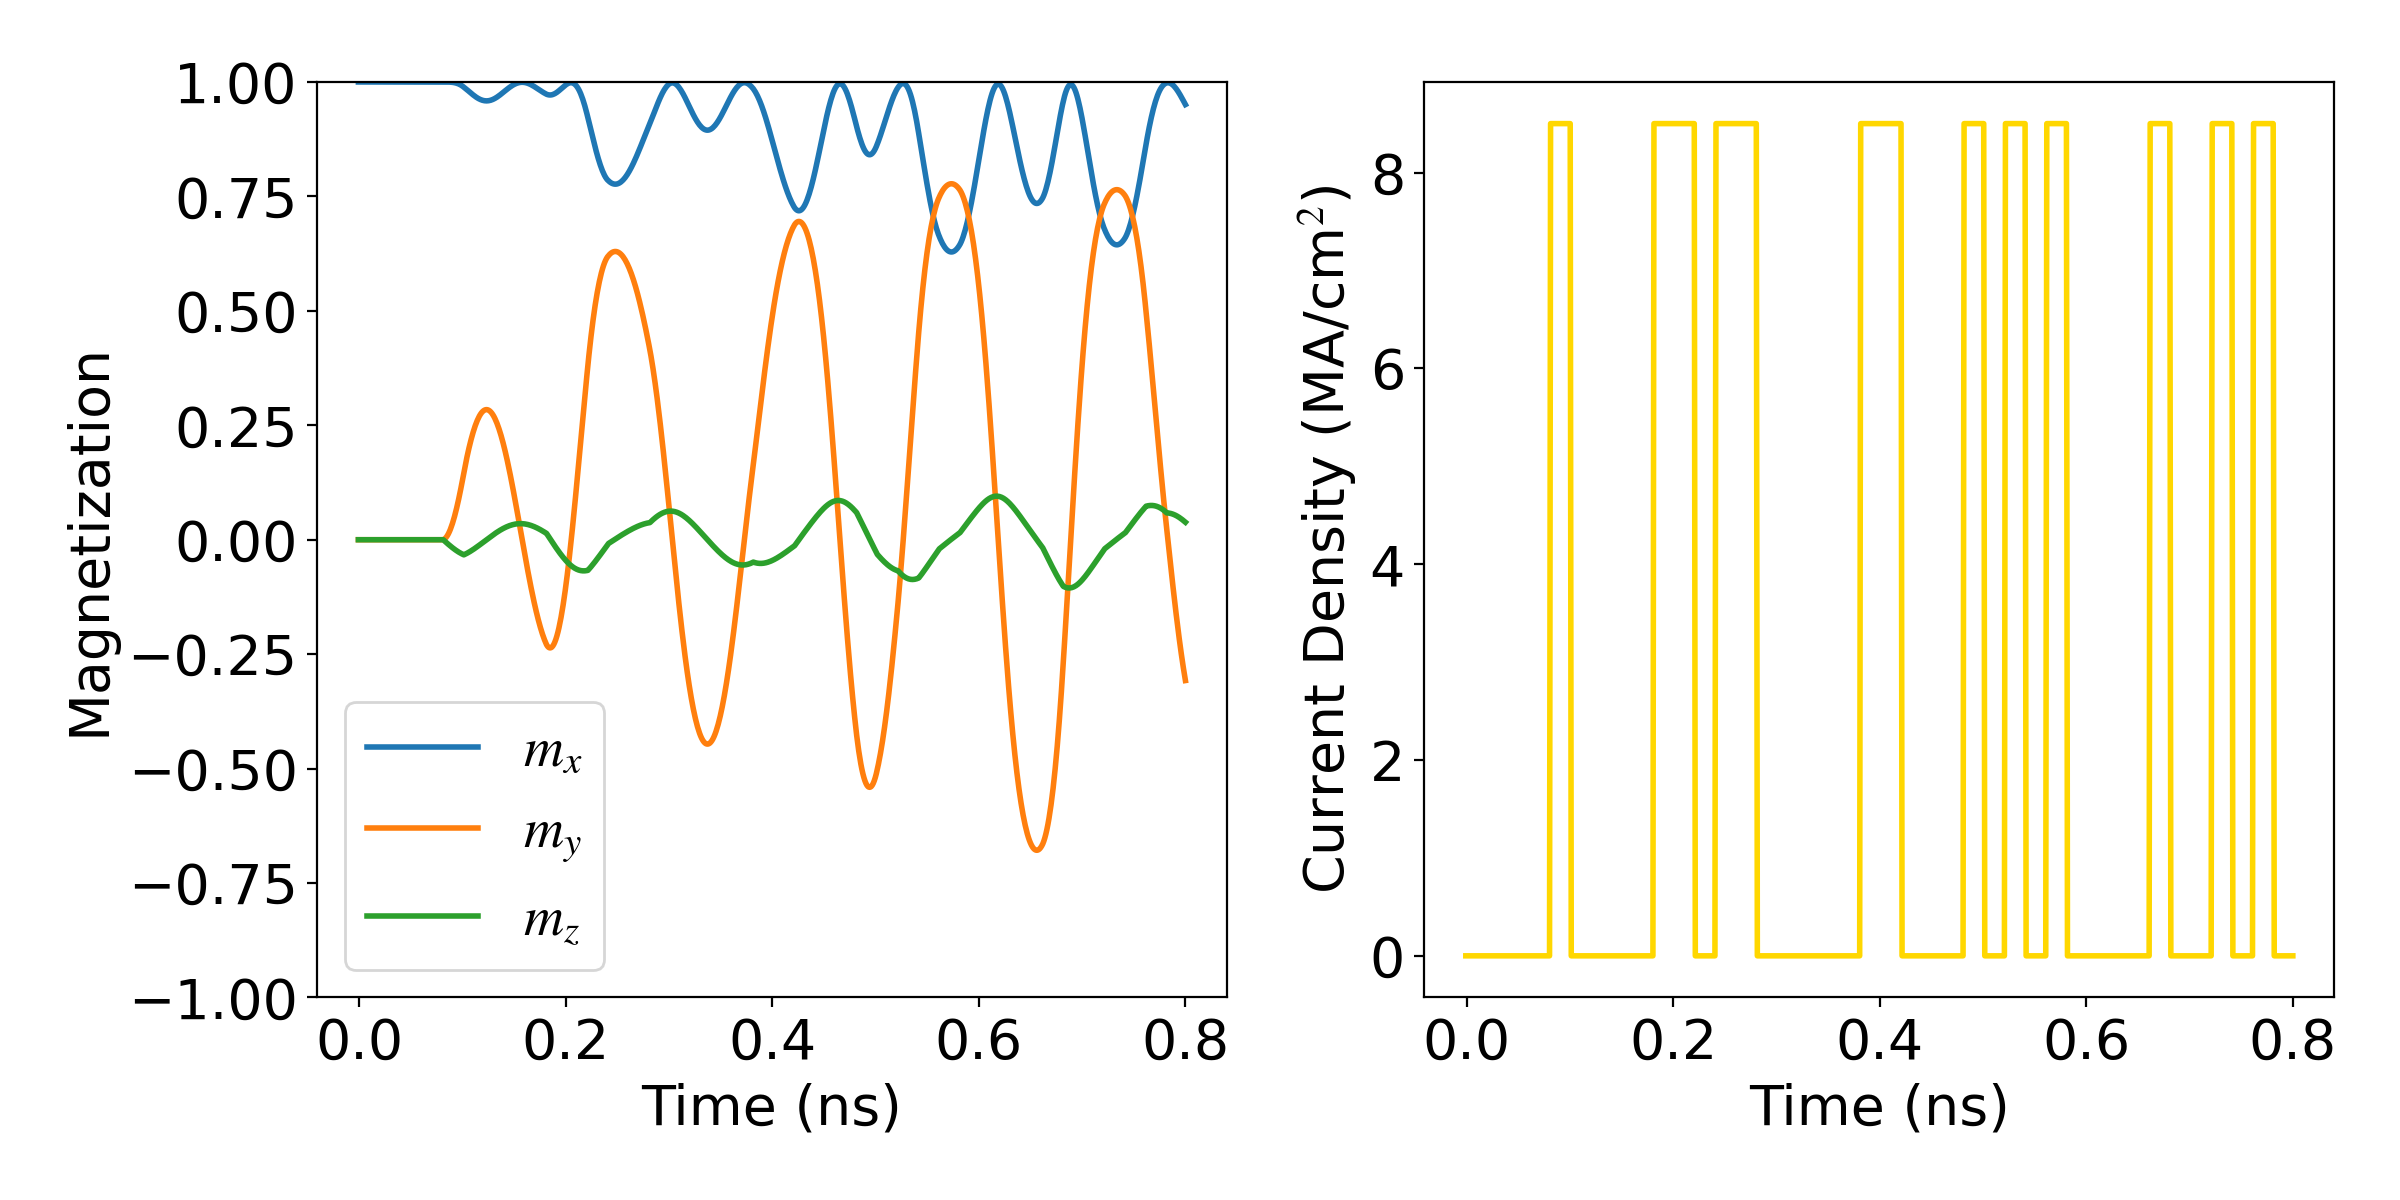 1.00
0.75
0.50
0.25
0.00
−0.25
−0.50
−0.75
−1.00
Magnetization
m_x
m_y
m_z
0.0 0.2 0.4 0.6 0.8
Time (ns)
8
6
4
2
0
Current Density (MA/cm²)
0.0 0.2 0.4 0.6 0.8
Time (ns)